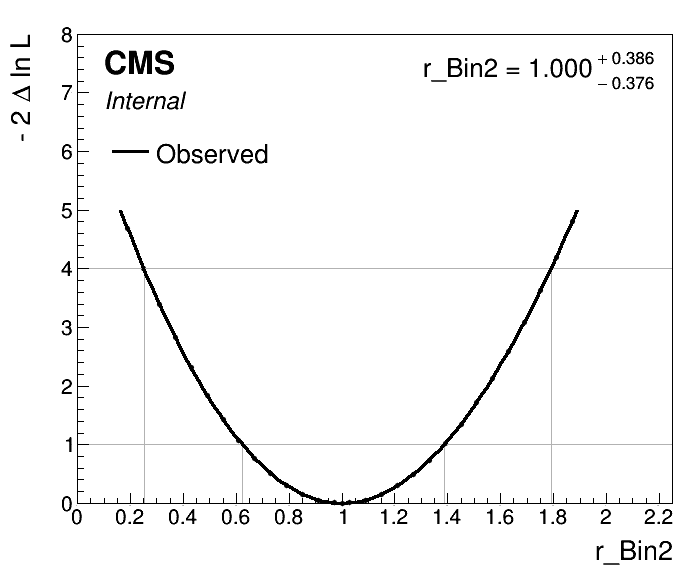 - 2 Δ ln L
8
7
6
5
4
3
2
1
0
CMS
Internal
r_Bin2 = 1.000 + 0.386 - 0.376
Observed
0 0.2 0.4 0.6 0.8 1 1.2 1.4 1.6 1.8 2 2.2
r_Bin2